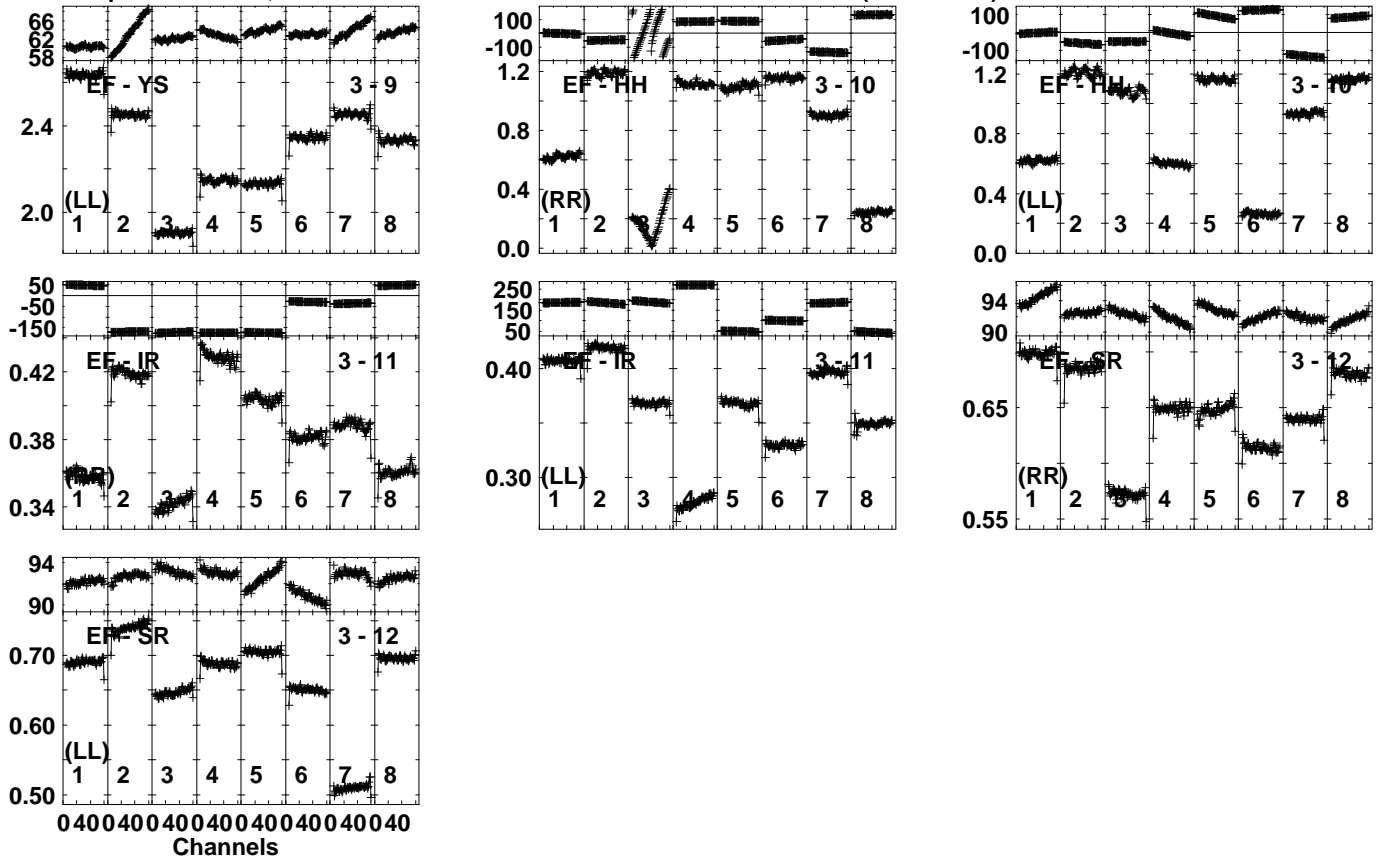 66
62
58
EF - YS 3 - 9
2.4
2.0
(LL)
1 2 3 4 5 6 7 8
100
-100
1.2
EF - HH 3 - 10
0.8
0.4
(RR)
1 2 3 4 5 6 7 8
0.0
100
-100
1.2
EF - HH 3 - 10
0.8
0.4
(LL)
1 2 3 4 5 6 7 8
0.0
50
-50
-150
EF - IR 3 - 11
0.42
0.38
(RR)
0.34
1 2 3 4 5 6 7 8
250
150
50
0.40
EF - IR 3 - 11
0.30
(LL)
1 2 3 4 5 6 7 8
94
90
EF - SR 3 - 12
0.65
(RR)
1 2 3 4 5 6 7 8
0.55
94
90
EF - SR 3 - 12
0.70
0.60
(LL)
1 2 3 4 5 6 7 8
0.50
0 40 0 40 0 40 0 40 0 40 0 40 0 40 0 40
Channels